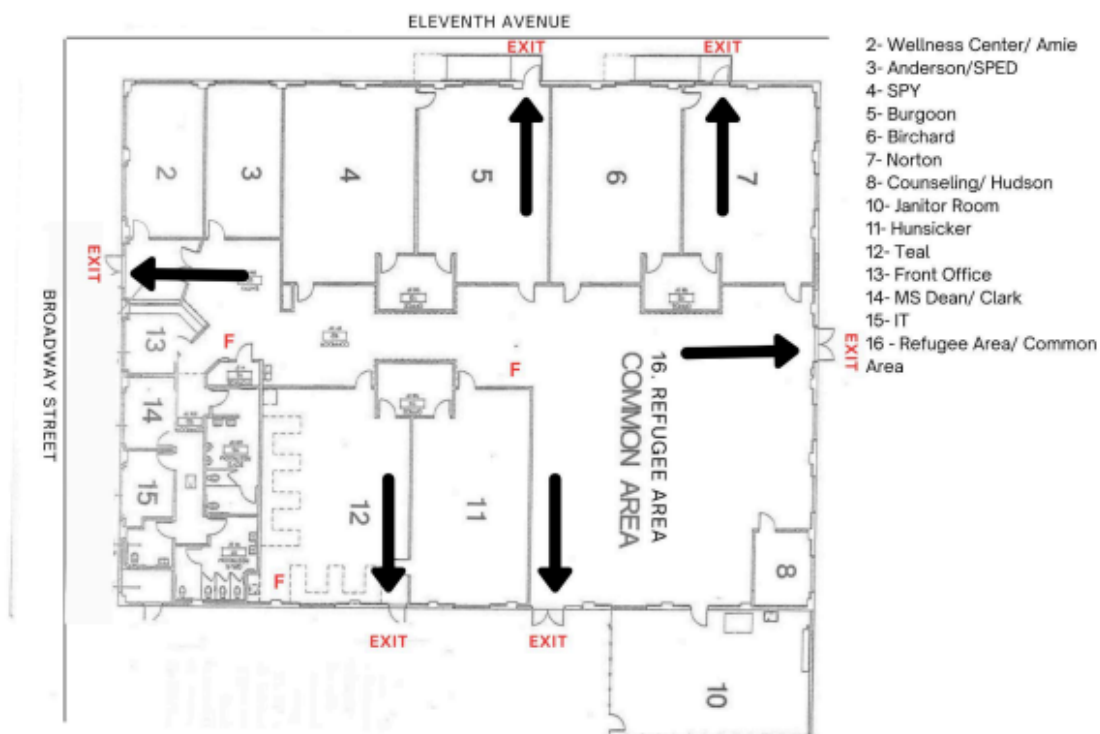 ELEVENTH AVENUE
EXIT
EXIT
2- Wellness Center/ Amie
3- Anderson/SPED
4- SPY
5- Burgoon
6- Birchard
7- Norton
8- Counseling/ Hudson
10- Janitor Room
11- Hunsicker
12- Teal
13- Front Office
14- MS Dean/ Clark
15- IT
16 - Refugee Area/ Common
Area
2
3
4
5
6
7
EXIT
BROADWAY STREET
13
F
F
16. REFUGEE AREA
COMMON AREA
EXIT
14
15
12
11
8
F
EXIT
EXIT
10